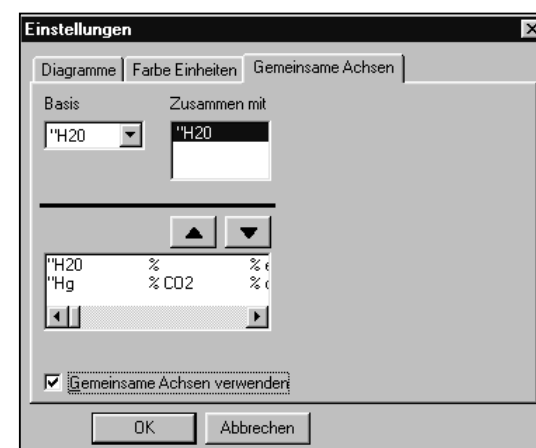 Einstellungen
Diagramme Farbe Einheiten Gemeinsame Achsen
Basis Zusammen mit
"H20 "H20
"H20 % %
"Hg % CO2 %
Gemeinsame Achsen verwenden
OK Abbrechen